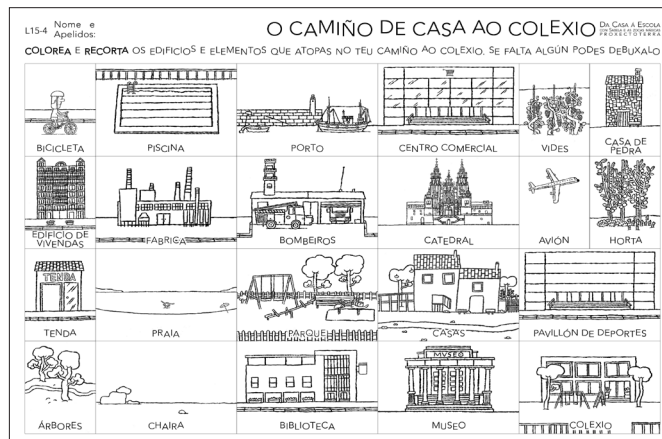 L15-4
Nome e
Apelidos:
O CAMIÑO DE CASA AO COLEXIO
DA CASA A ESCOLA
PROXECTOTERRA
COLOREA E RECORTA OS EDIFICIOS E ELEMENTOS QUE ATOPAS NO TEU CAMIÑO AO COLEXIO. SE FALTA ALGÚN PODES DEBUXALO
BICICLETA
PISCINA
PORTO
CENTRO COMERCIAL
VIDES
CASA DE
PEDRA
EDIFICIO DE
VIVENDAS
FABRICA
BOMBEIROS
CATEDRAL
AVIÓN
HORTA
TENDA
TENDA
PRAIA
PARQUE
CASAS
PAVILLÓN DE DEPORTES
ÁRBORES
CHAIRA
BIBLIOTECA
MUSEO
MUSEO
COLEXIO